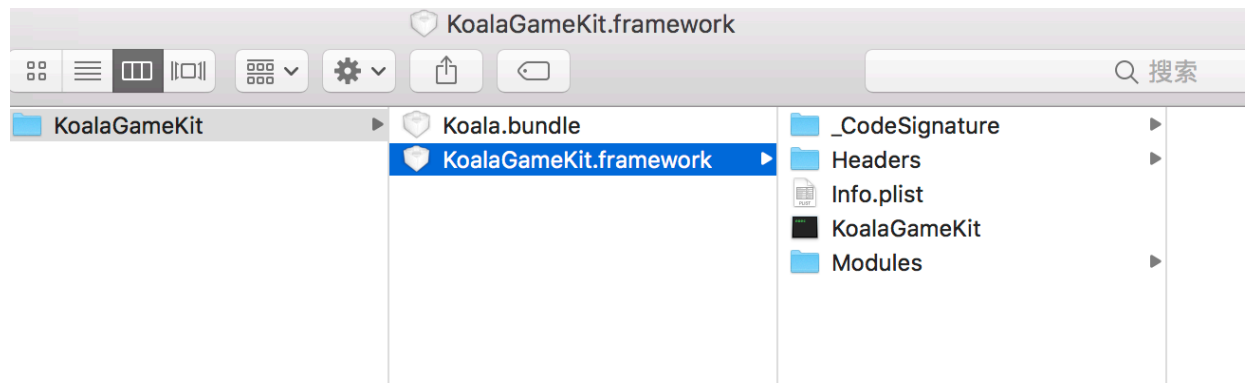 KoalaGameKit.framework
搜索
KoalaGameKit
Koala.bundle
KoalaGameKit.framework
_CodeSignature
Headers
Info.plist
KoalaGameKit
Modules